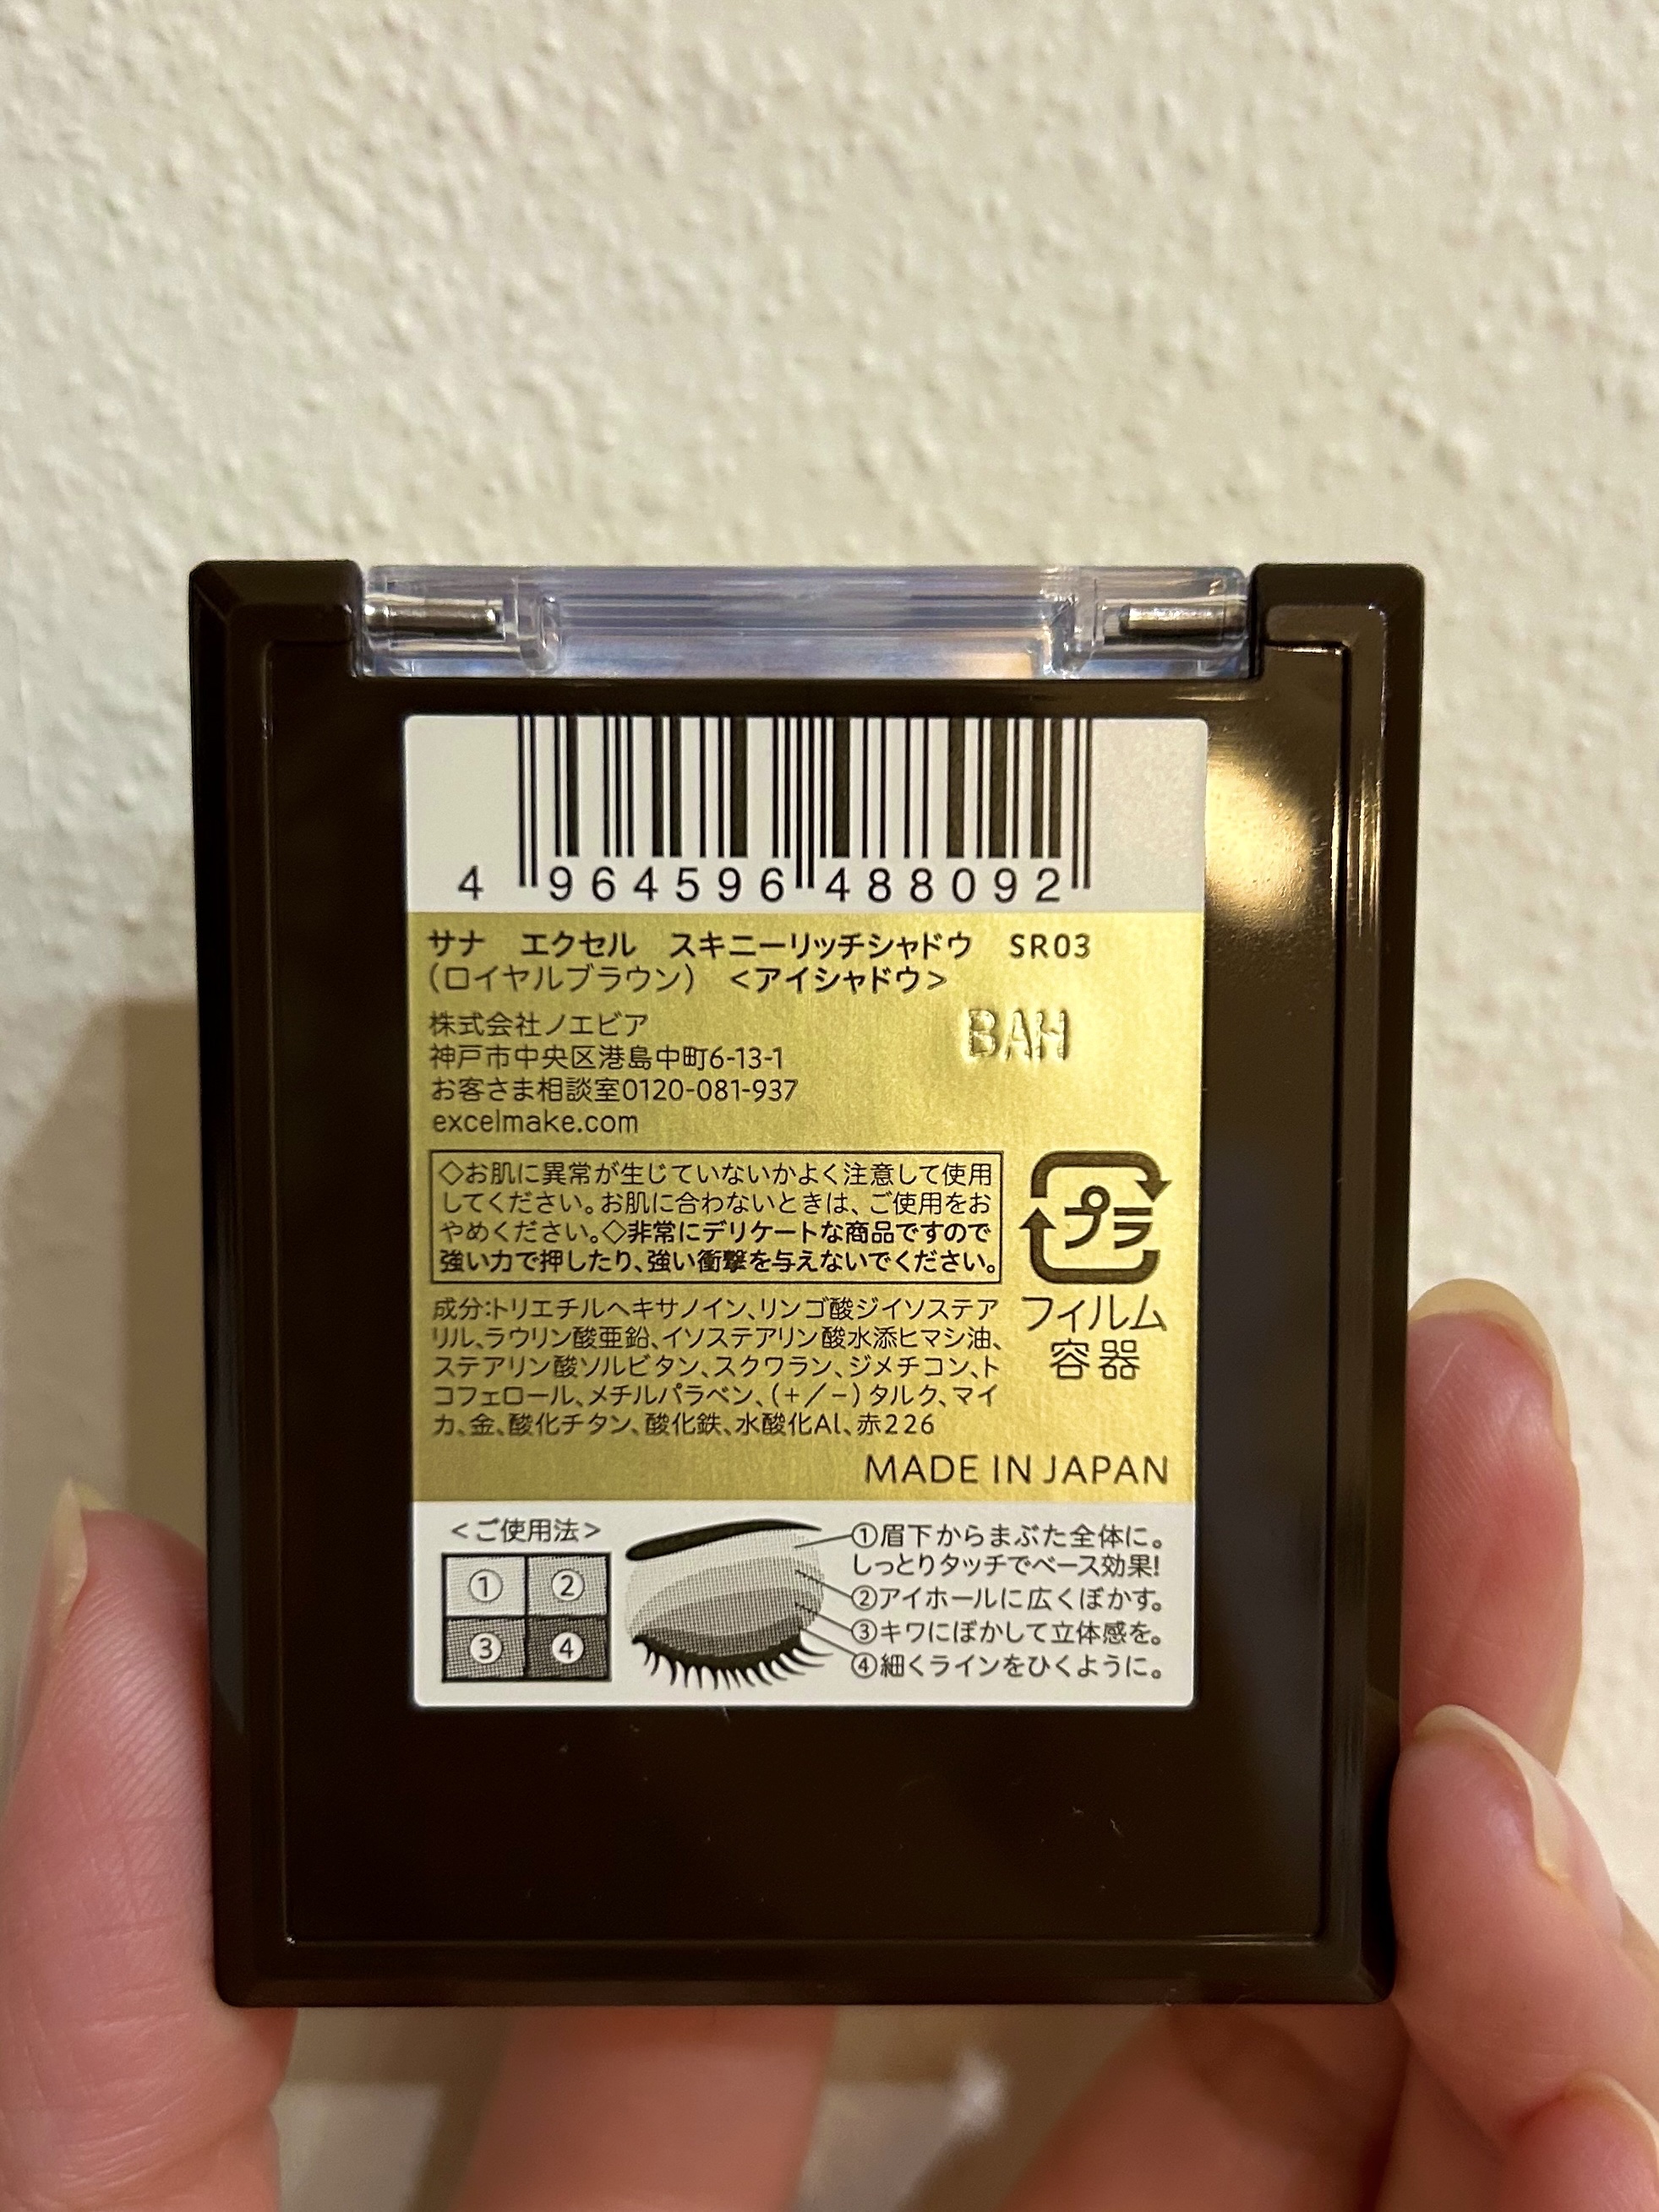 4 964596 488092
サナ エクセル スキニーリッチシャドウ SR03
(ロイヤルブラウン) <アイシャドウ>
株式会社ノエビア
BAH
神戸市中央区港島中町6-13-1
お客さま相談室0120-081-937
excelmake.com
◇お肌に異常が生じていないかよく注意して使用
してください。お肌に合わないときは、ご使用をお
やめください。◇非常にデリケートな商品ですので
強い力で押したり、強い衝撃を与えないでください。
プラ
フィルム
容器
成分:トリエチルヘキサノイン、リンゴ酸ジイソステア
リル、ラウリン酸亜鉛、イソステアリン酸水添ヒマシ油、
ステアリン酸ソルビタン、スクワラン、ジメチコン、ト
コフェロール、メチルパラベン、(+/-)タルク、マイ
カ、金、酸化チタン、酸化鉄、水酸化Al、赤226
MADE IN JAPAN
<ご使用法>
① ②
③ ④
①眉下からまぶた全体に。
しっとりタッチでベース効果!
②アイホールに広くぼかす。
③キワにぼかして立体感を。
④細くラインをひくように。